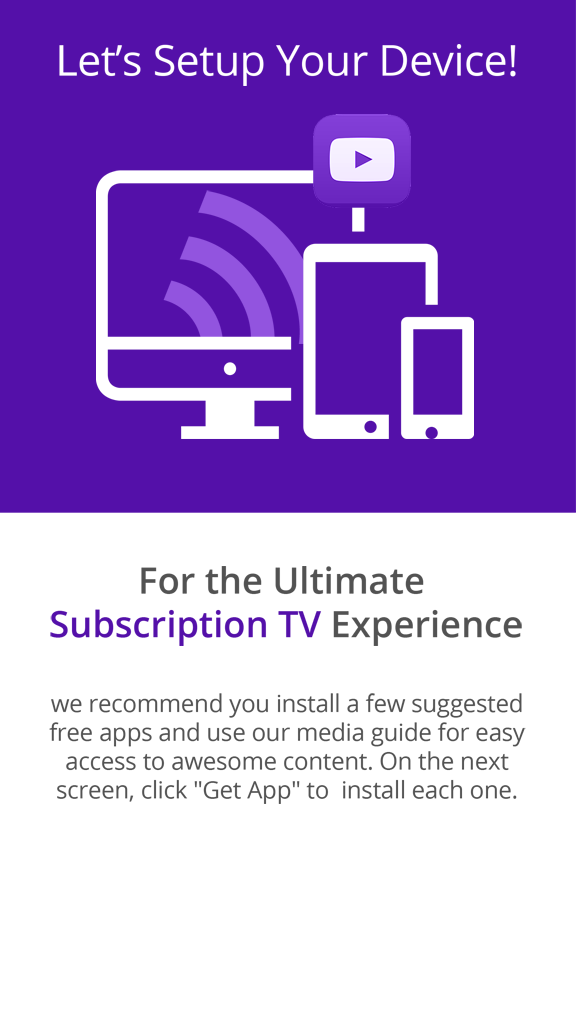 Let’s Setup Your Device!
For the Ultimate
Subscription TV Experience
we recommend you install a few suggested
free apps and use our media guide for easy
access to awesome content. On the next
screen, click "Get App" to  install each one.